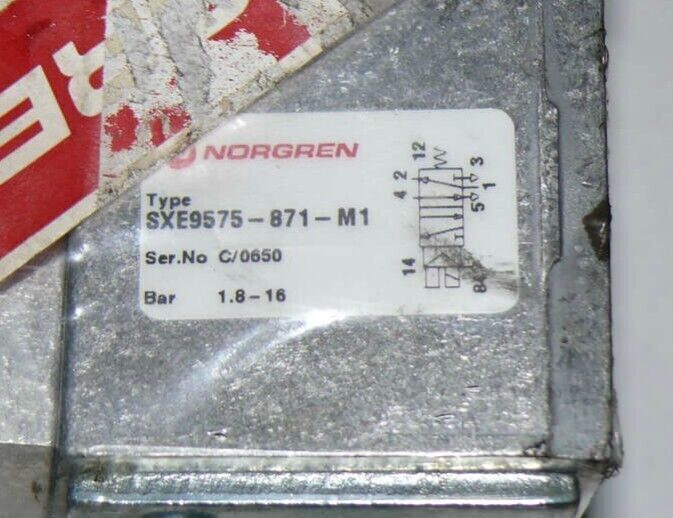 RE
NORGREN
Type
SXE9575-871-M1
Ser.No C/0650
Bar 1.8-16
12
4 2
3
5 1
14